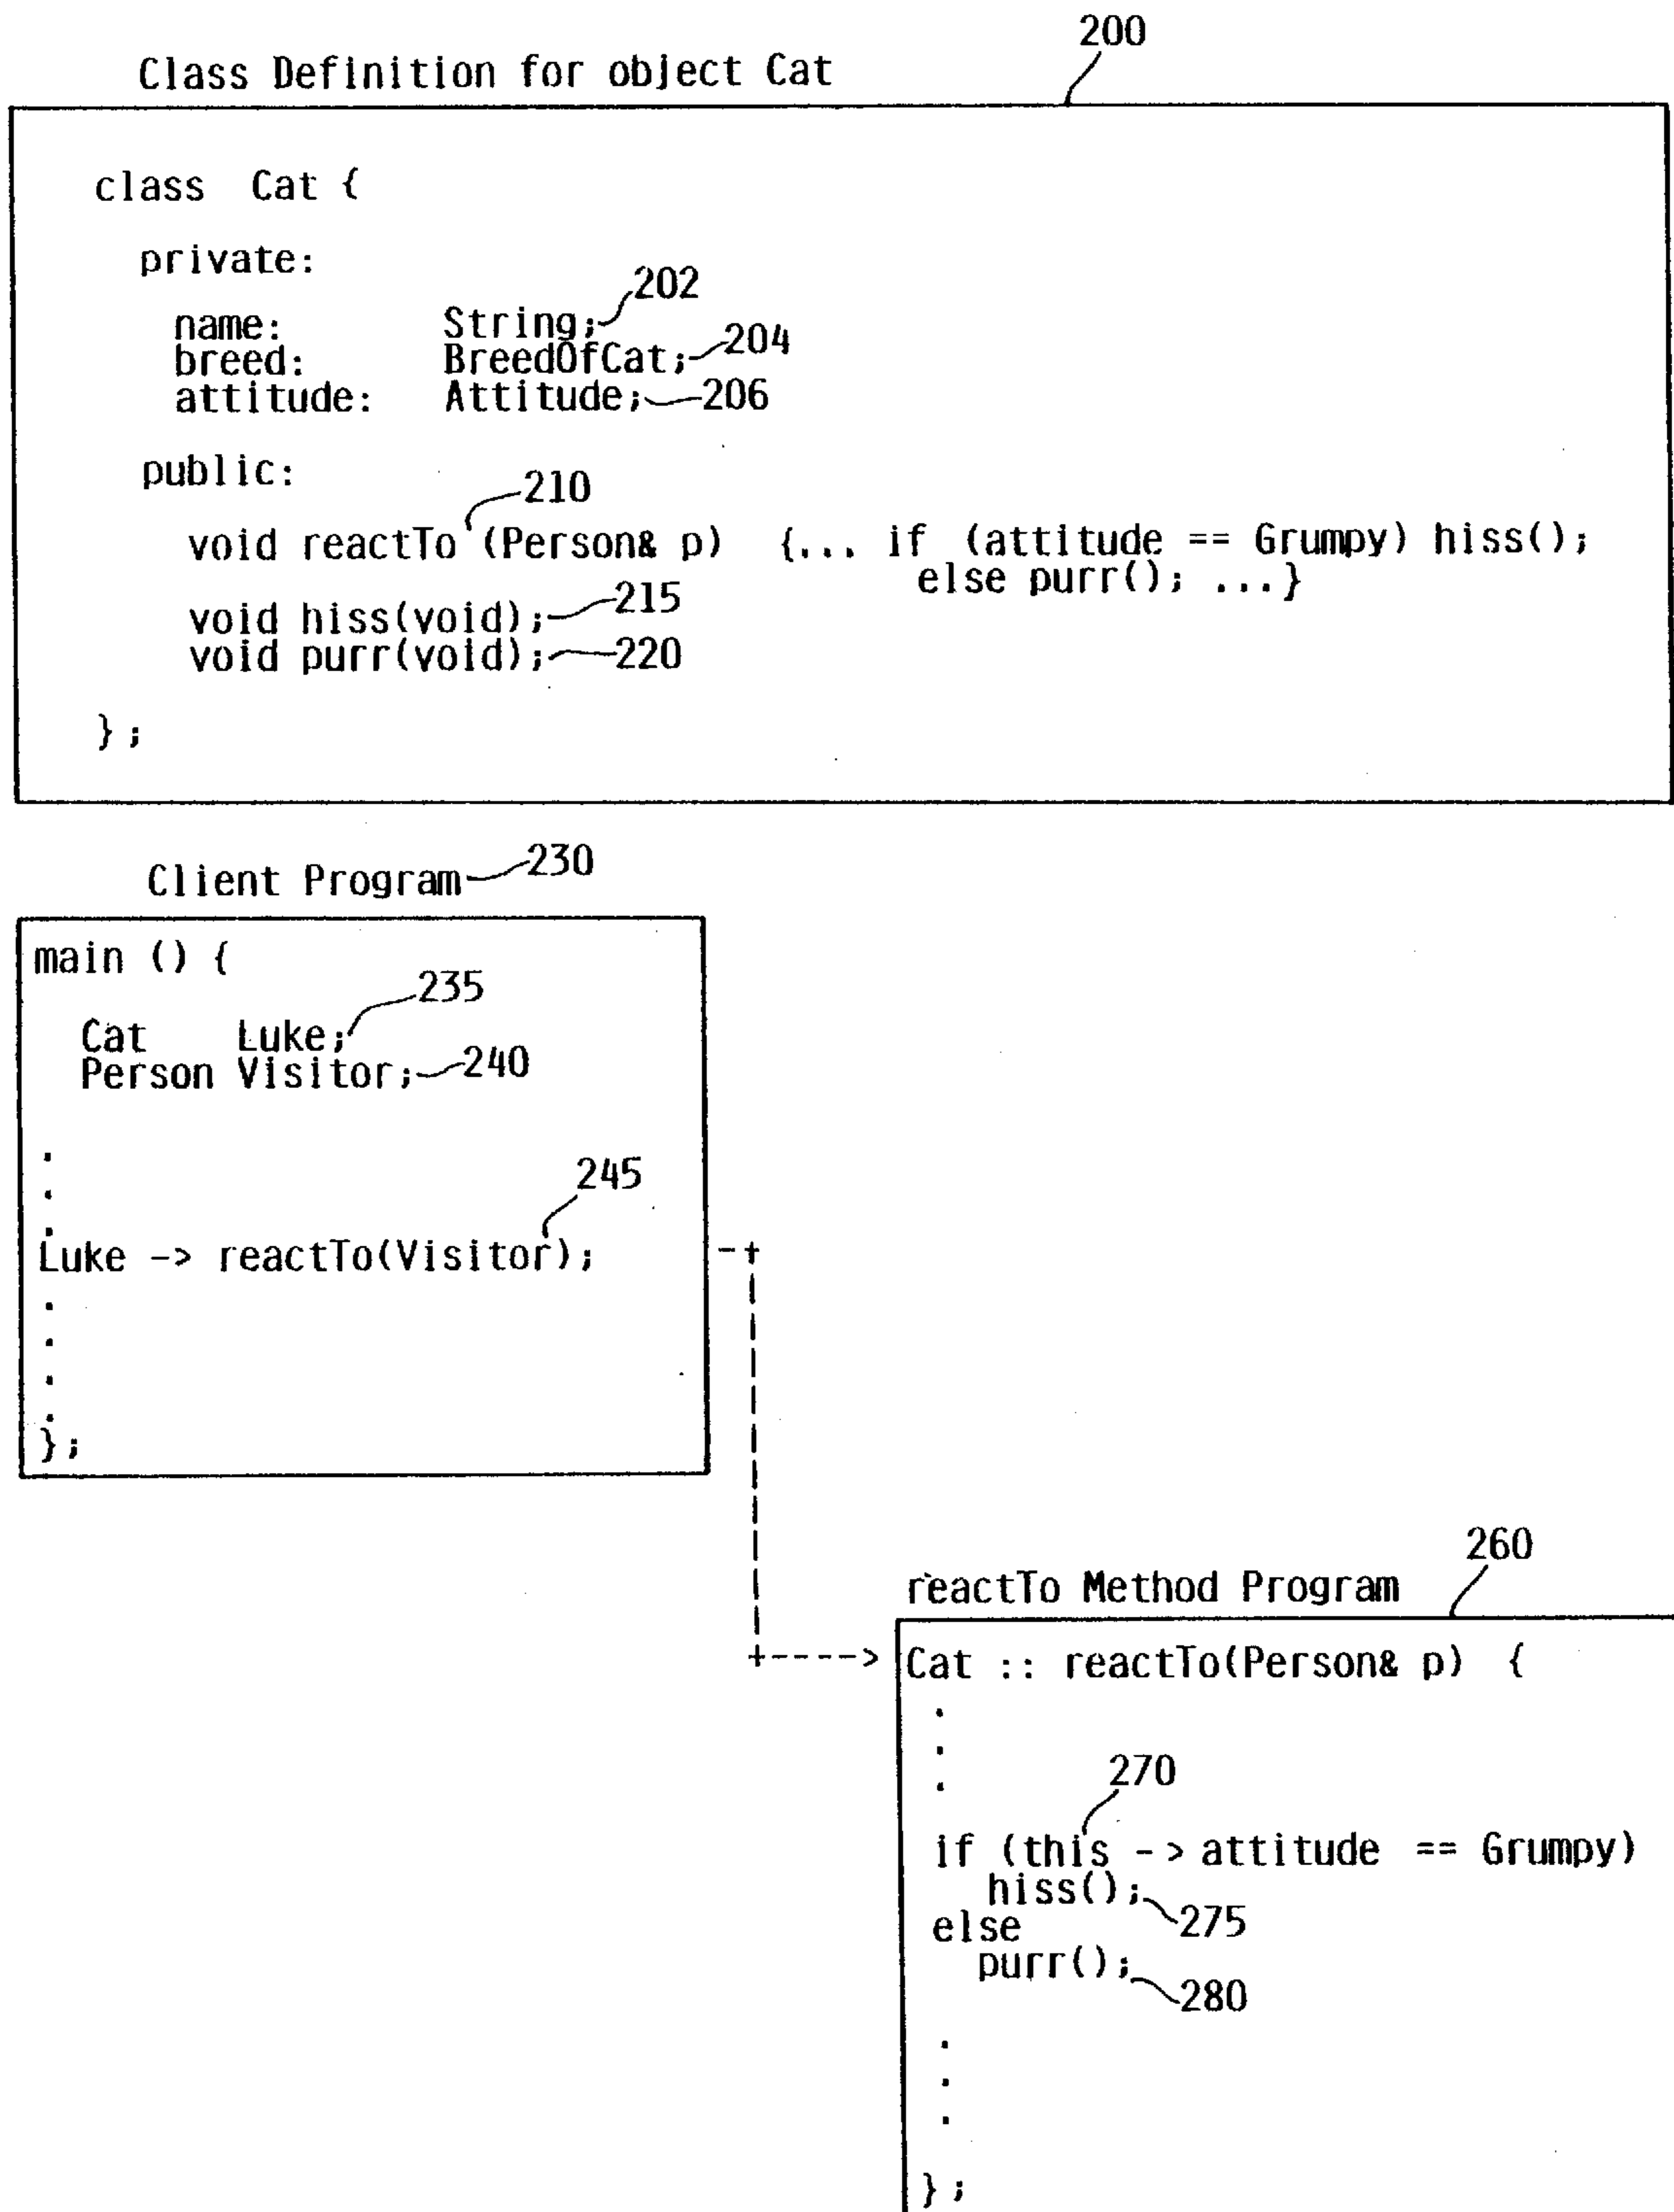 200
Class Definition for object Cat
class Cat {
private:
name: String; 202
breed: BreedOfCat; 204
attitude: Attitude; 206
public:
210
void reactTo (Person& p) {... if (attitude == Grumpy) hiss();
else purr(); ...}
void hiss(void); 215
void purr(void); 220
};
Client Program 230
main () {
235
Cat Luke;
Person Visitor; 240
.
.
.
245
Luke -> reactTo(Visitor);
.
.
.
.
};
260
reactTo Method Program
Cat :: reactTo(Person& p) {
.
.
.
270
if (this -> attitude == Grumpy)
hiss(); 275
else
purr(); 280
.
.
.
};